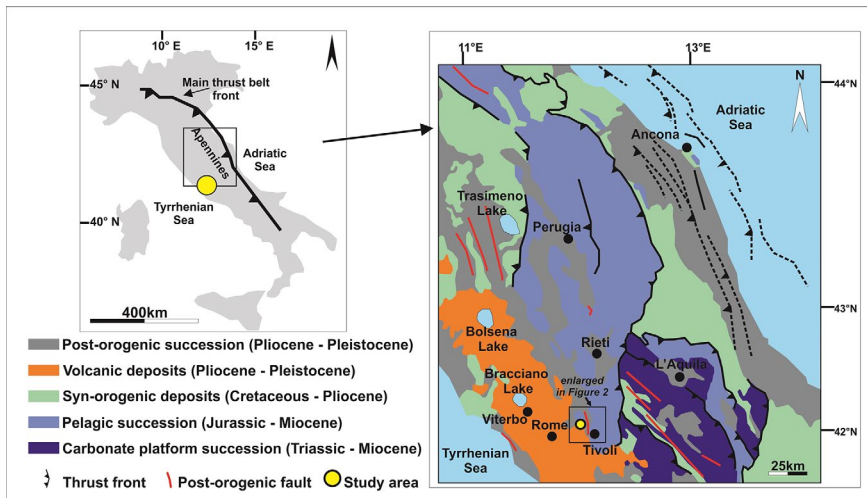 10° E
15° E
45° N
Main thrust belt
front
Apennines
Adriatic
Sea
Tyrrhenian
Sea
40° N
400km
Post-orogenic succession (Pliocene - Pleistocene)
Volcanic deposits (Pliocene - Pleistocene)
Syn-orogenic deposits (Cretaceous - Pliocene)
Pelagic succession (Jurassic - Miocene)
Carbonate platform succession (Triassic - Miocene)
Thrust front
Post-orogenic fault
Study area
11°E
13°E
44°N
N
Adriatic
Sea
Ancona
Trasimeno
Lake
Perugia
43°N
Bolsena
Lake
Rieti
L'Aquila
Bracciano
Lake
enlarged
in Figure 2
Viterbo
Rome
Tivoli
42°N
Tyrrhenian
Sea
25km